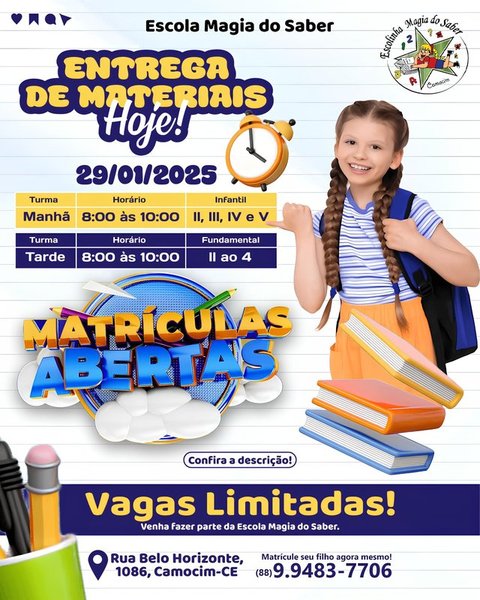 Escola Magia do Saber
Escolinha Magia do Saber
Camocim
ENTREGA
DE MATERIAIS
Hoje!
29/01/2025
Turma Horário Infantil
Manhã 8:00 às 10:00 II, III, IV e V
Turma Horário Fundamental
Tarde 8:00 às 10:00 II ao 4
MATRÍCULAS
ABERTAS
Confira a descrição!
Vagas Limitadas!
Venha fazer parte da Escola Magia do Saber.
Rua Belo Horizonte,
1086, Camocim-CE
Matrícule seu filho agora mesmo!
(88)9.9483-7706